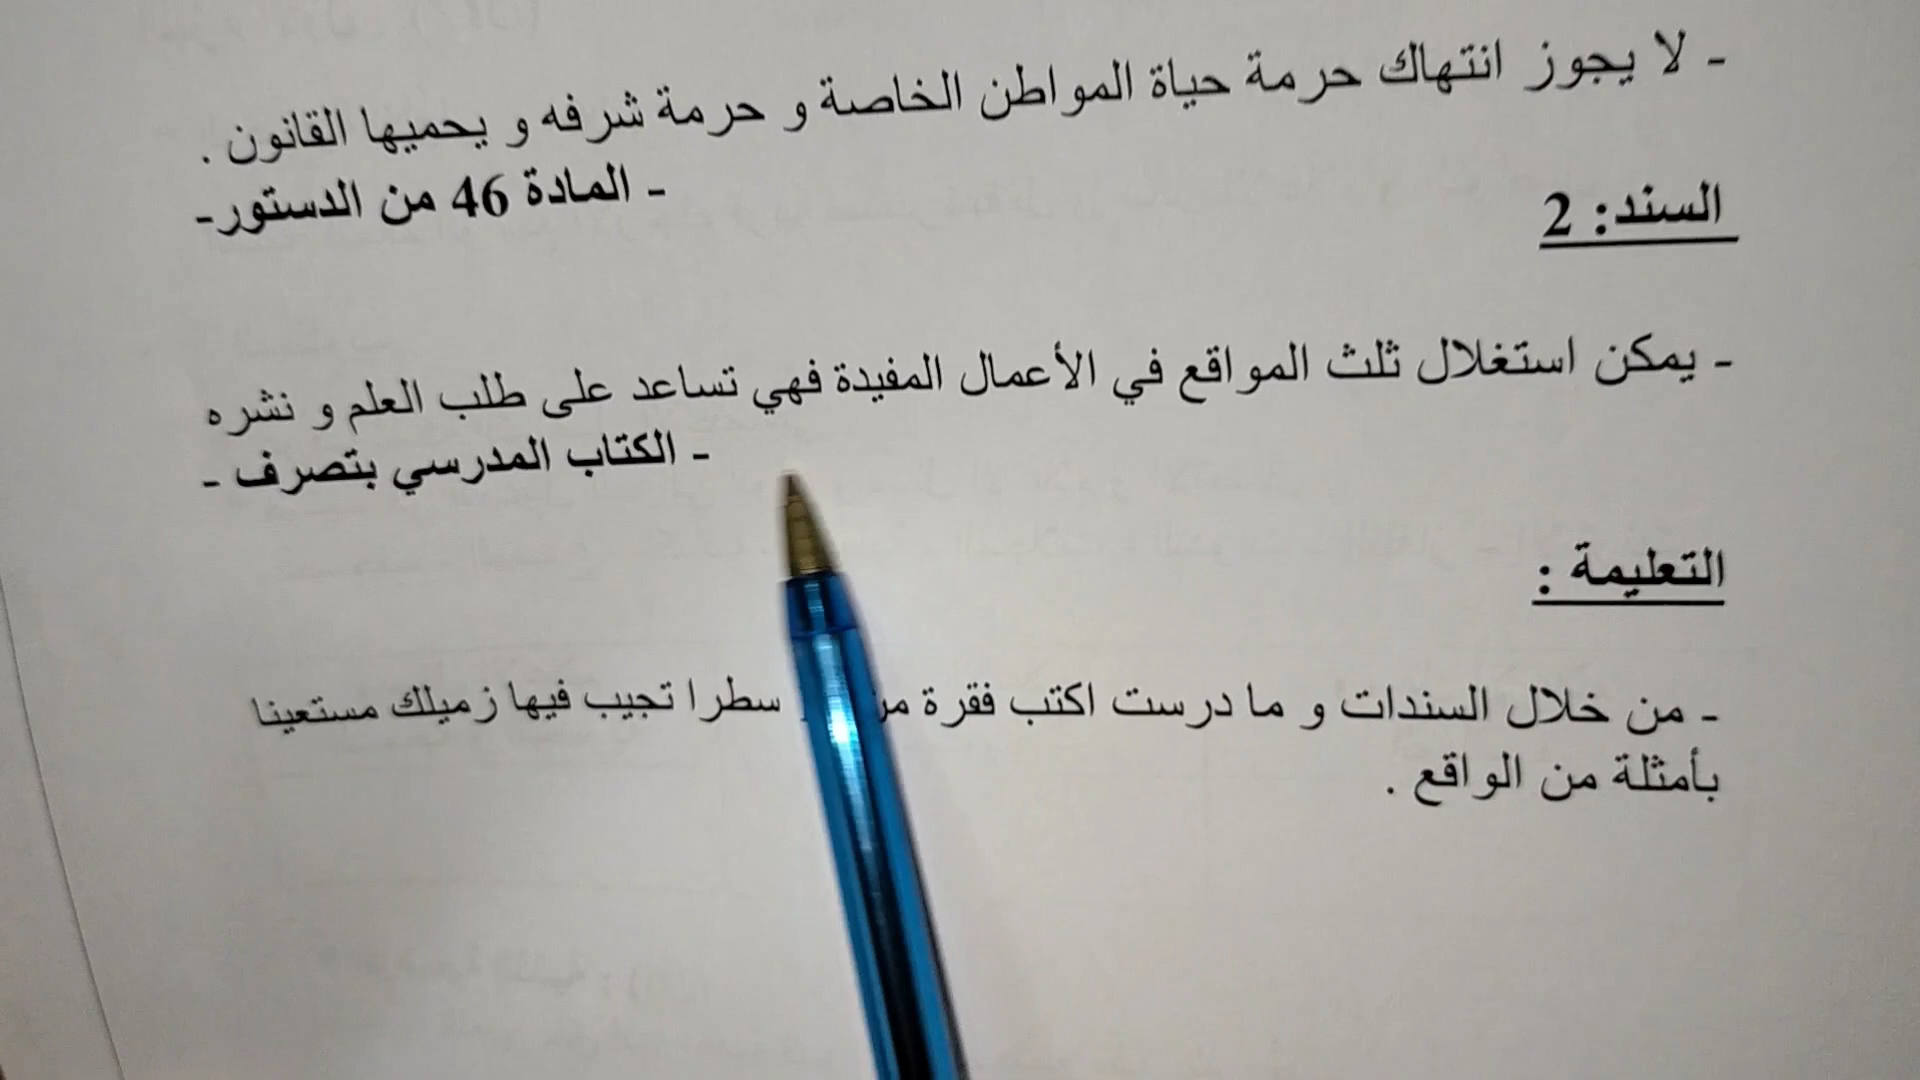 - لا يجوز انتهاك حرمة حياة المواطن الخاصة و حرمة شرفه و يحميها القانون .
- المادة 46 من الدستور-
السند: 2
- يمكن استغلال ثلث المواقع في الأعمال المفيدة فهي تساعد على طلب العلم و نشره
- الكتاب المدرسي بتصرف -
التعليمة :
- من خلال السندات و ما درست اكتب فقرة سطرا تجيب فيها زميلك مستعينا
بأمثلة من الواقع .